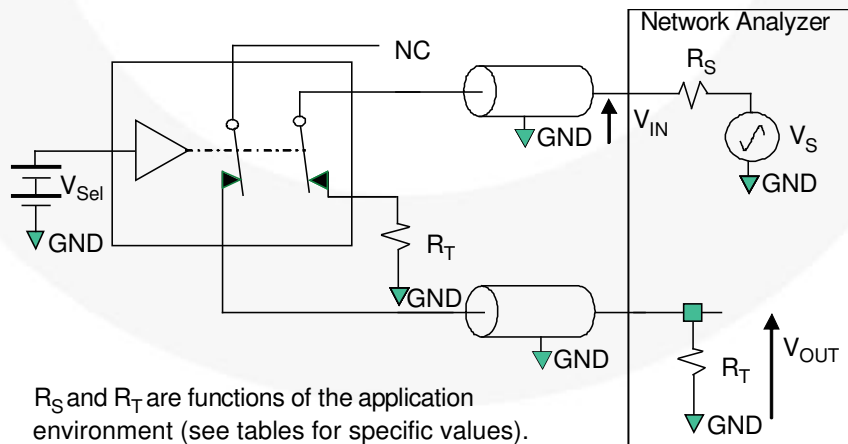 Network Analyzer
NC
R_S
GND
V_IN
V_S
V_Sel
GND
GND
R_T
GND
GND
R_T
V_OUT
GND
R_S and R_T are functions of the application
environment (see tables for specific values).